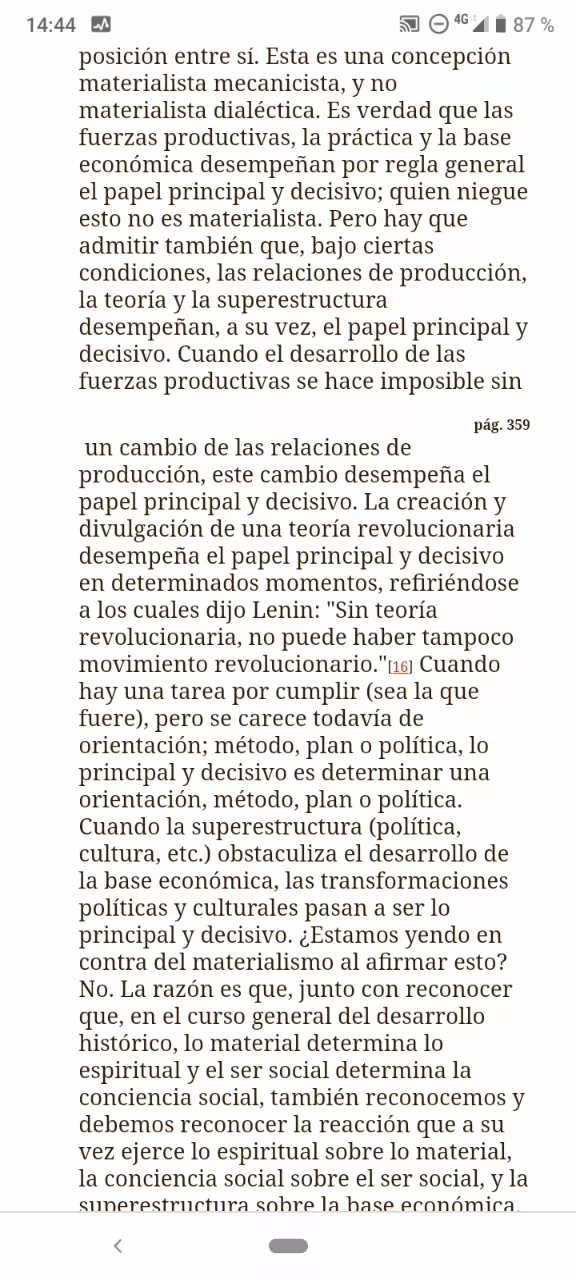 14:44
4G
87 %
posición entre sí. Esta es una concepción
materialista mecanicista, y no
materialista dialéctica. Es verdad que las
fuerzas productivas, la práctica y la base
económica desempeñan por regla general
el papel principal y decisivo; quien niegue
esto no es materialista. Pero hay que
admitir también que, bajo ciertas
condiciones, las relaciones de producción,
la teoría y la superestructura
desempeñan, a su vez, el papel principal y
decisivo. Cuando el desarrollo de las
fuerzas productivas se hace imposible sin
pág. 359
un cambio de las relaciones de
producción, este cambio desempeña el
papel principal y decisivo. La creación y
divulgación de una teoría revolucionaria
desempeña el papel principal y decisivo
en determinados momentos, refiriéndose
a los cuales dijo Lenin: "Sin teoría
revolucionaria, no puede haber tampoco
movimiento revolucionario."[16] Cuando
hay una tarea por cumplir (sea la que
fuere), pero se carece todavía de
orientación; método, plan o política, lo
principal y decisivo es determinar una
orientación, método, plan o política.
Cuando la superestructura (política,
cultura, etc.) obstaculiza el desarrollo de
la base económica, las transformaciones
políticas y culturales pasan a ser lo
principal y decisivo. ¿Estamos yendo en
contra del materialismo al afirmar esto?
No. La razón es que, junto con reconocer
que, en el curso general del desarrollo
histórico, lo material determina lo
espiritual y el ser social determina la
conciencia social, también reconocemos y
debemos reconocer la reacción que a su
vez ejerce lo espiritual sobre lo material,
la conciencia social sobre el ser social, y la
superestructura sobre la base económica.